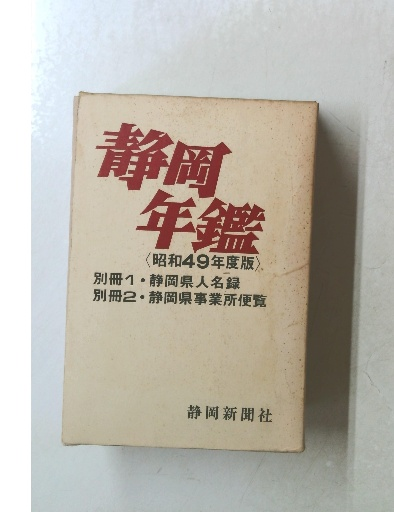 静岡
年鑑
〈昭和49年度版〉
別冊1・静岡県人名録
別冊2・静岡県事業所便覧
静岡新聞社